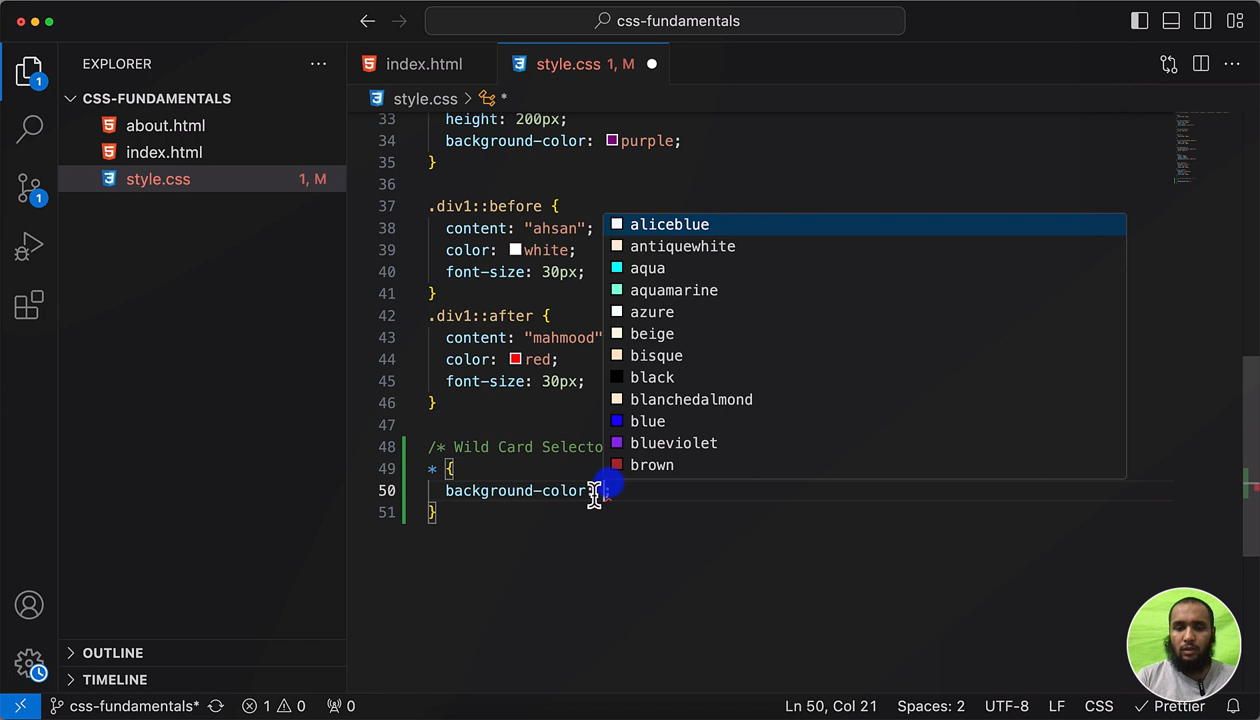 css-fundamentals
EXPLORER
index.html
style.css 1, M
CSS-FUNDAMENTALS
style.css > *
about.html
index.html
style.css 1, M
33 height: 200px;
34 background-color: purple;
35 }
36
37 .div1::before {
38 content: "ahsan";
39 color: white;
40 font-size: 30px;
41 }
42 .div1::after {
43 content: "mahmood"
44 color: red;
45 font-size: 30px;
46 }
47
48 /* Wild Card Selecto
49 * {
50 background-color: ;
51 }
aliceblue
antiquewhite
aqua
aquamarine
azure
beige
bisque
black
blanchedalmond
blue
blueviolet
brown
1
1
OUTLINE
TIMELINE
css-fundamentals* 1 0 0 Ln 50, Col 21 Spaces: 2 UTF-8 LF CSS Prettier